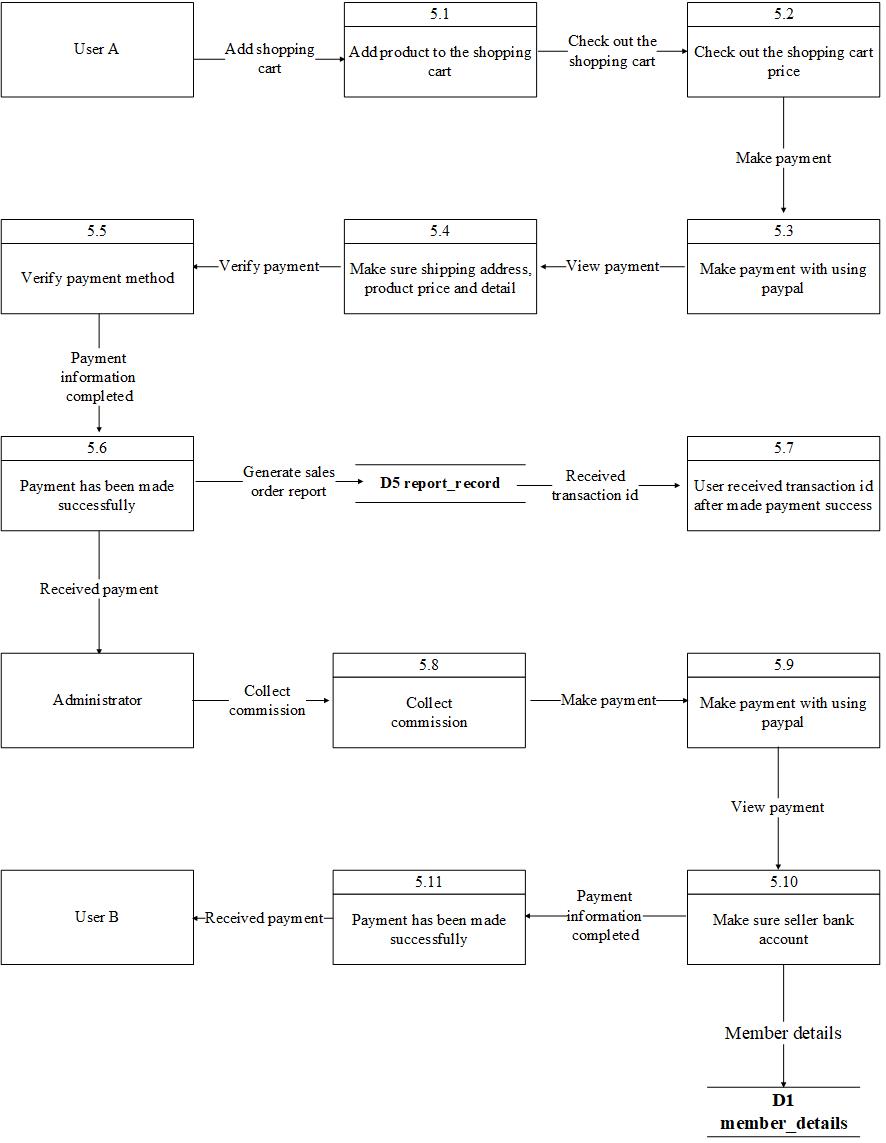 User A
Add shopping
cart
5.1
Add product to the shopping
cart
Check out the
shopping cart
5.2
Check out the shopping cart
price
Make payment
5.5
Verify payment method
Verify payment
5.4
Make sure shipping address,
product price and detail
View payment
5.3
Make payment with using
paypal
Payment
information
completed
5.6
Payment has been made
successfully
Generate sales
order report
D5 report_record
Received
transaction id
5.7
User received transaction id
after made payment success
Received payment
Administrator
Collect
commission
5.8
Collect
commission
Make payment
5.9
Make payment with using
paypal
View payment
User B
Received payment
5.11
Payment has been made
successfully
Payment
information
completed
5.10
Make sure seller bank
account
Member details
D1
member_details